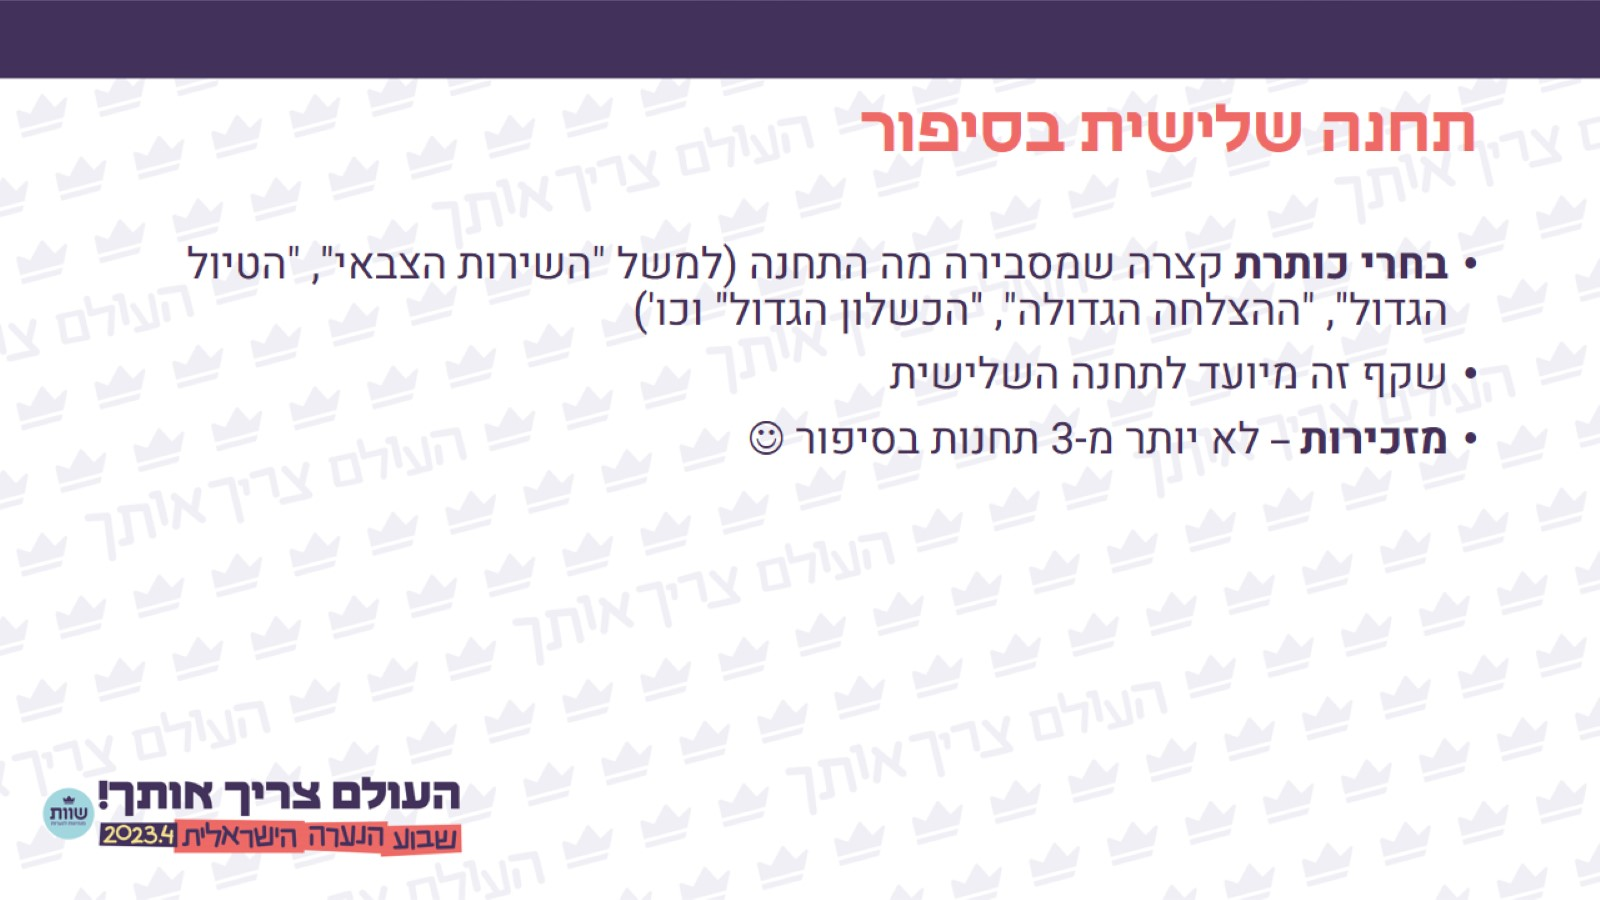 תחנה שלישית בסיפור
• בחרי כותרת קצרה שמסבירה מה התחנה (למשל "השירות הצבאי", "הטיול
הגדול", "ההצלחה הגדולה", "הכשלון הגדול" וכו')
• שקף זה מיועד לתחנה השלישית
• מזכירות – לא יותר מ-3 תחנות בסיפור ☺
העולם צריך אותך!
שבוע הנערה הישראלית 2023.4
שוות